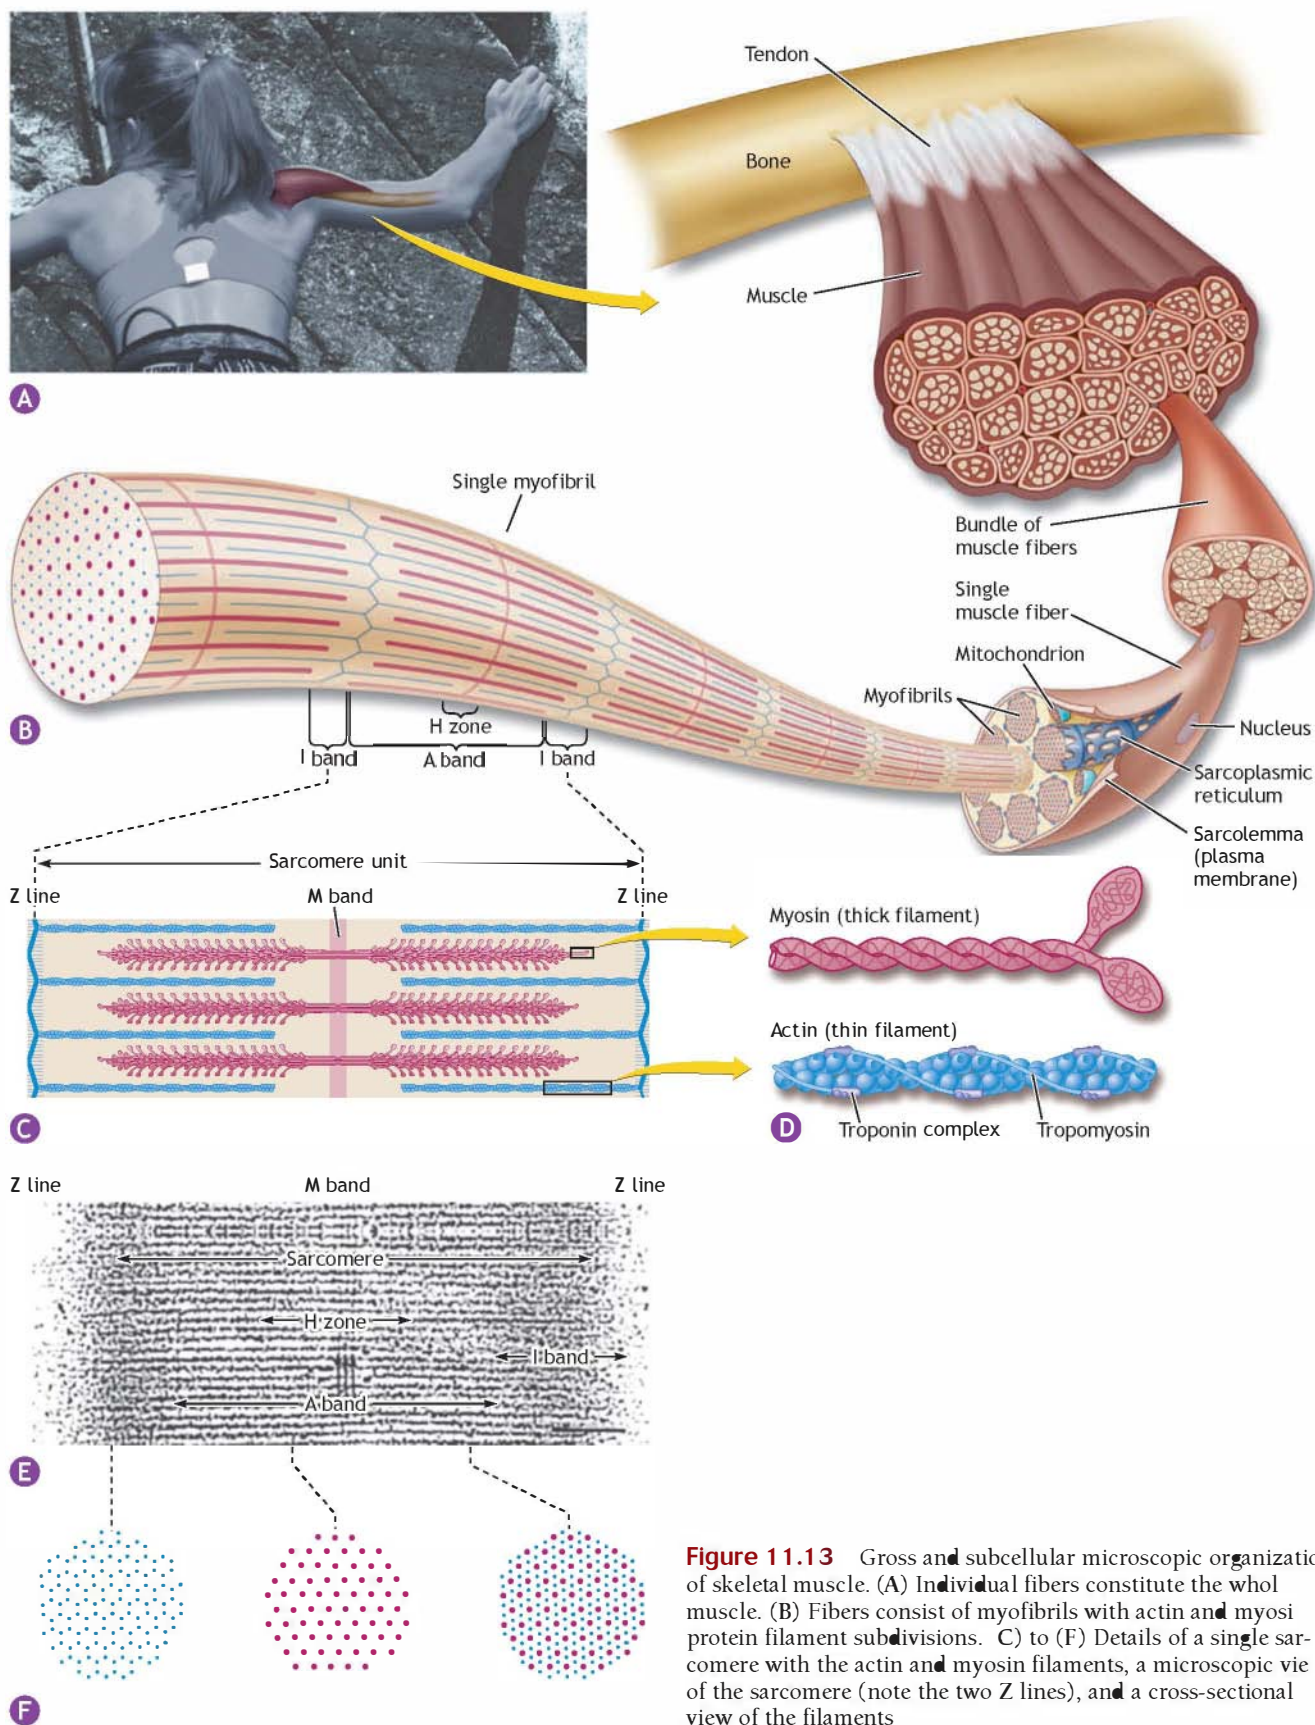 Tendon
Bone
Muscle
A
Single myofibril
Bundle of
muscle fibers
Single
muscle fiber
Mitochondrion
Myofibrils
Nucleus
Sarcoplasmic
reticulum
Sarcolemma
(plasma
membrane)
B
H zone
I band
A band
I band
Sarcomere unit
Z line
M band
Z line
Myosin (thick filament)
Actin (thin filament)
C
D
Troponin complex
Tropomyosin
Z line
M band
Z line
Sarcomere
H zone
I band
A band
E
F
Figure 11.13 Gross and subcellular microscopic organizatio
of skeletal muscle. (A) Individual fibers constitute the whol
muscle. (B) Fibers consist of myofibrils with actin and myosi
protein filament subdivisions. C) to (F) Details of a single sar-
comere with the actin and myosin filaments, a microscopic vie
of the sarcomere (note the two Z lines), and a cross-sectional
view of the filaments